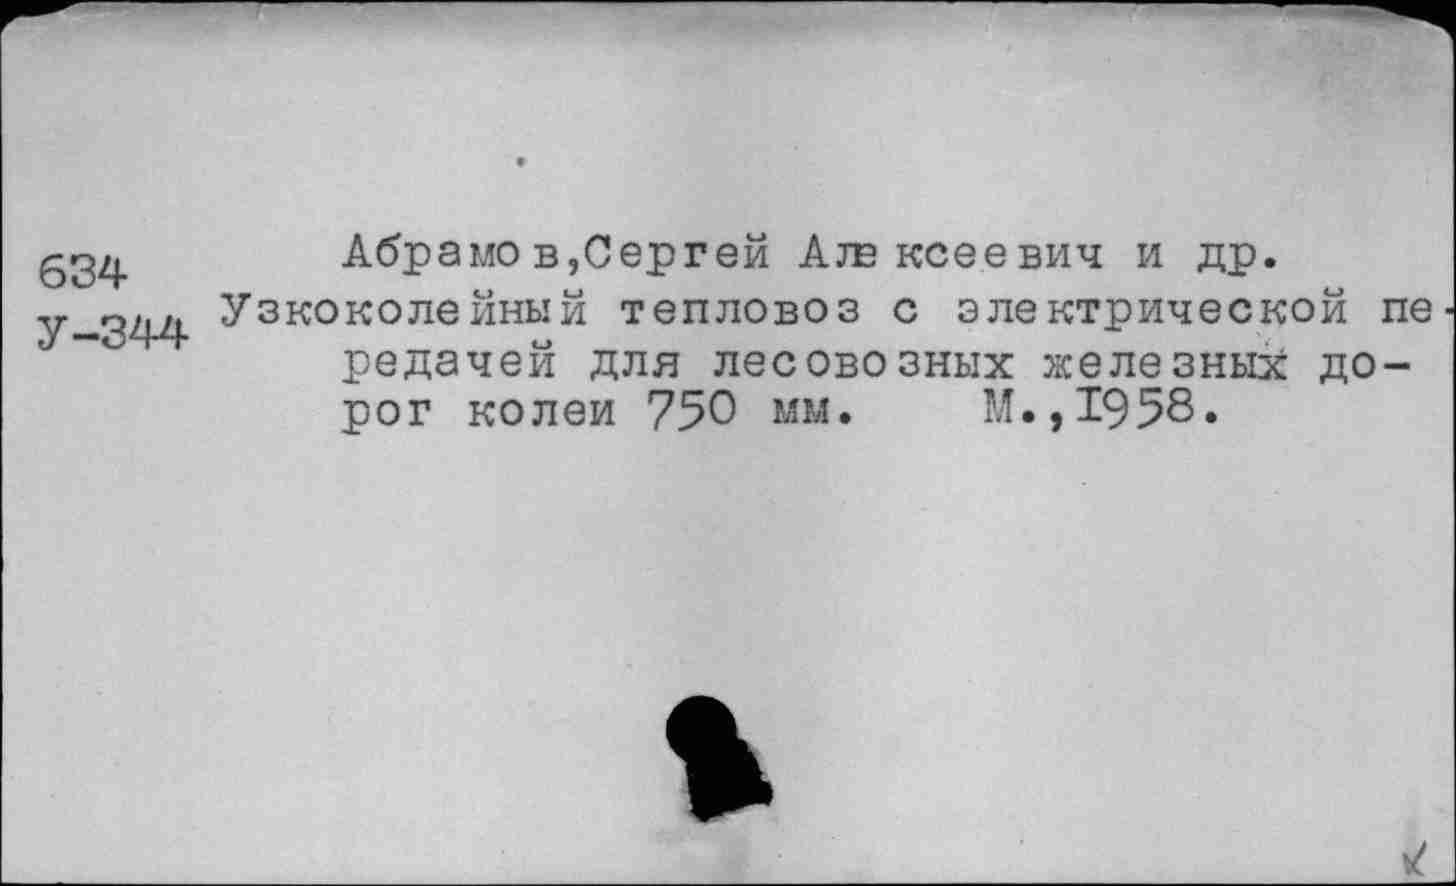 634
У-344
Абрамов,Сергей Алексеевич и др.
Узкоколейный тепловоз с электрической пе-
редачей для лесовозных железных до-
рог колеи 750 мм. М.,1958.